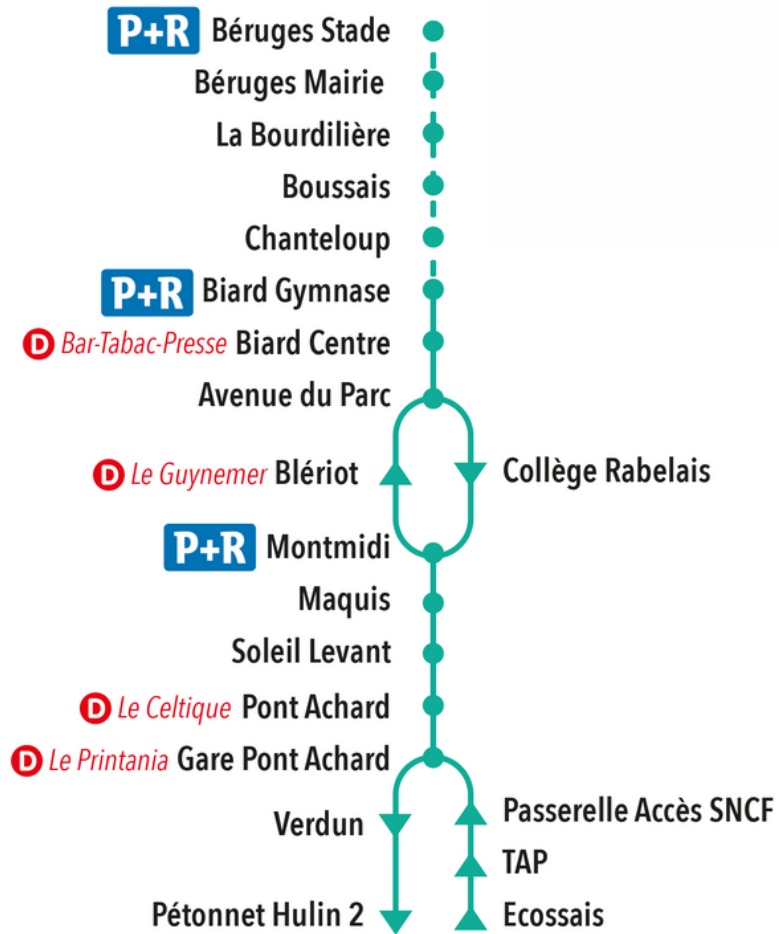 P+R Béruges Stade
Béruges Mairie
La Bourdilière
Boussais
Chanteloup
P+R Biard Gymnase
D Bar-Tabac-Presse Biard Centre
Avenue du Parc
D Le Guynemer Blériot
Collège Rabelais
P+R Montmidi
Maquis
Soleil Levant
D Le Celtique Pont Achard
D Le Printania Gare Pont Achard
Passerelle Accès SNCF
Verdun
TAP
Pétonnet Hulin 2
Ecossais